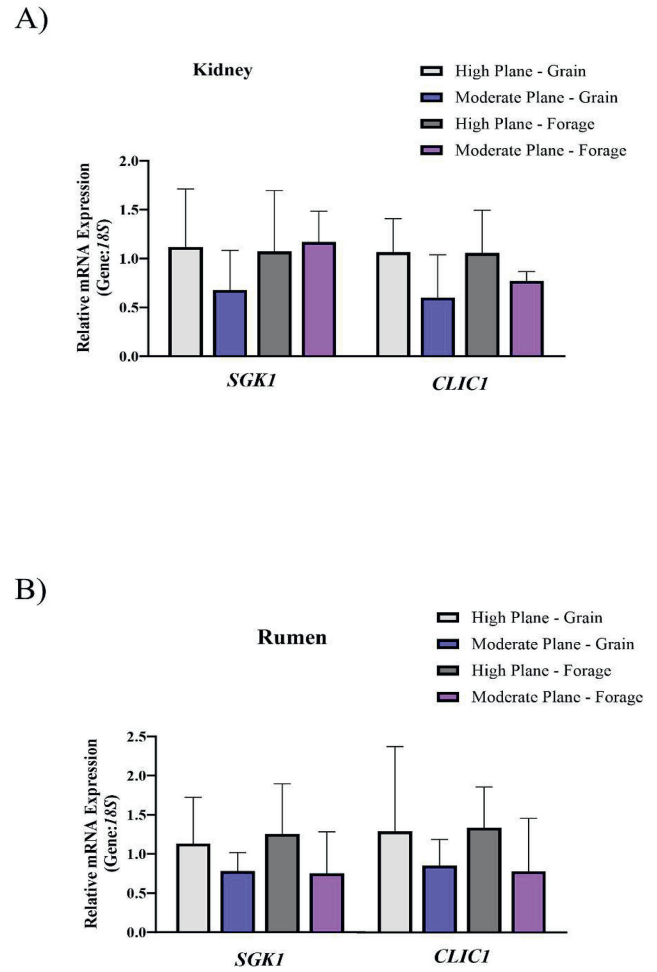 A)
Kidney
High Plane - Grain
Moderate Plane - Grain
High Plane - Forage
Moderate Plane - Forage
Relative mRNA Expression
(Gene:18S)
2.0
1.5
1.0
0.5
0.0
SGK1
CLIC1
B)
Rumen
High Plane - Grain
Moderate Plane - Grain
High Plane - Forage
Moderate Plane - Forage
Relative mRNA Expression
(Gene:18S)
2.5
2.0
1.5
1.0
0.5
0.0
SGK1
CLIC1